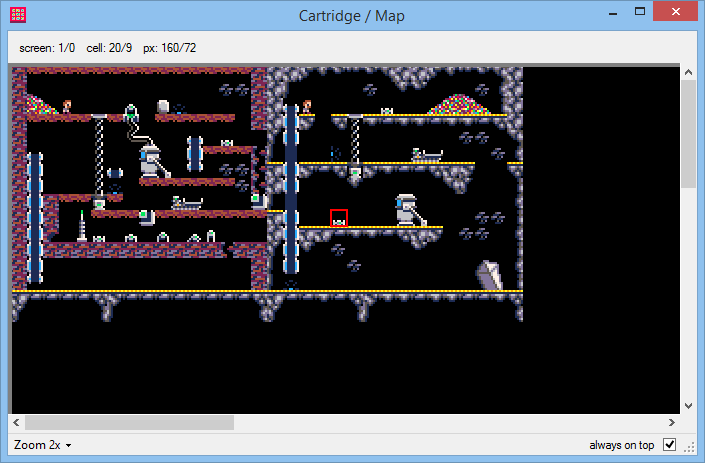 Cartridge / Map
screen: 1/0 cell: 20/9 px: 160/72
Zoom 2x
always on top